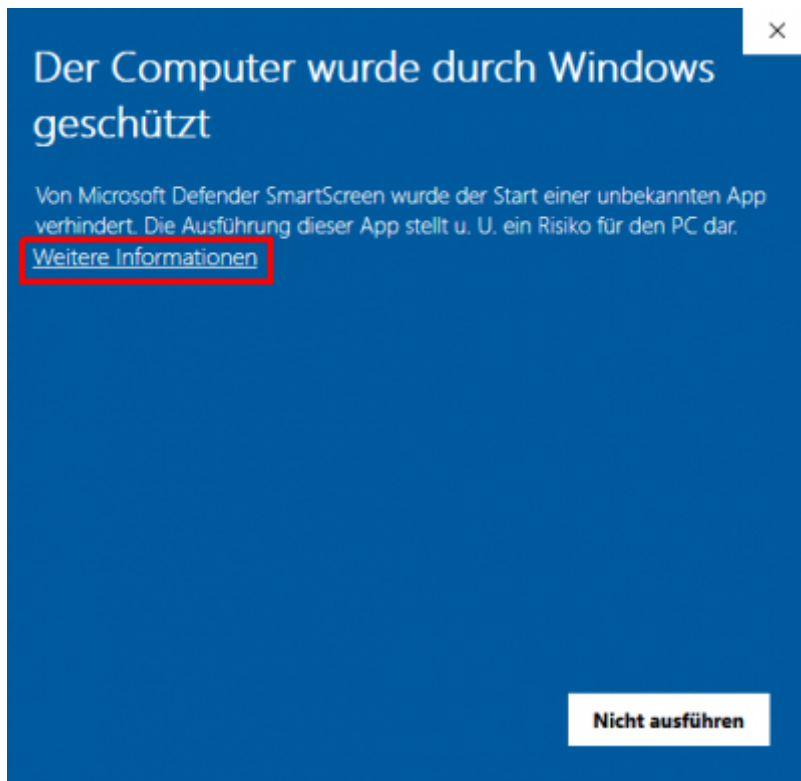 Der Computer wurde durch Windows
geschützt
Von Microsoft Defender SmartScreen wurde der Start einer unbekannten App
verhindert. Die Ausführung dieser App stellt u. U. ein Risiko für den PC dar.
Weitere Informationen
Nicht ausführen